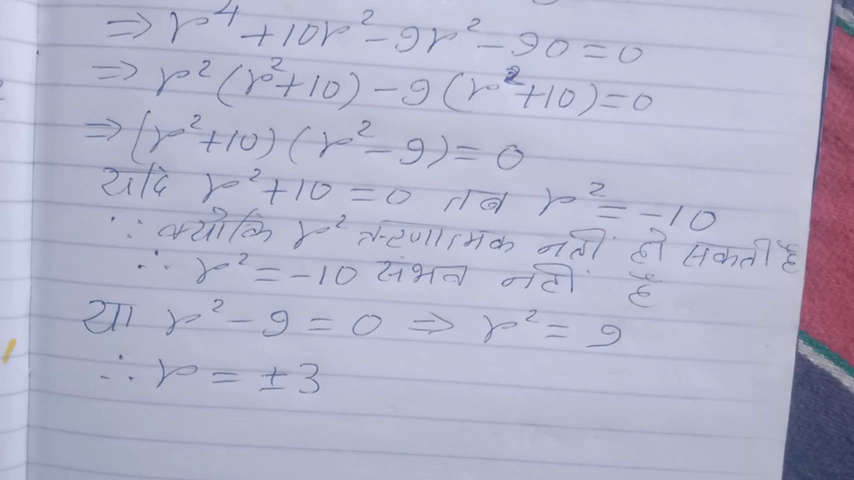 ⇒ r⁴ + 10r² - 9r² - 90 = 0
⇒ r² (r² + 10) - 9 (r² + 10) = 0
⇒ (r² + 10) (r² - 9) = 0
यदि r² + 10 = 0 तब r² = -10
∵ क्योंकि r² ऋणात्मक नहीं हो सकती है
∴ r² = -10 संभव नहीं है
या r² - 9 = 0 ⇒ r² = 9
∴ r = ±3